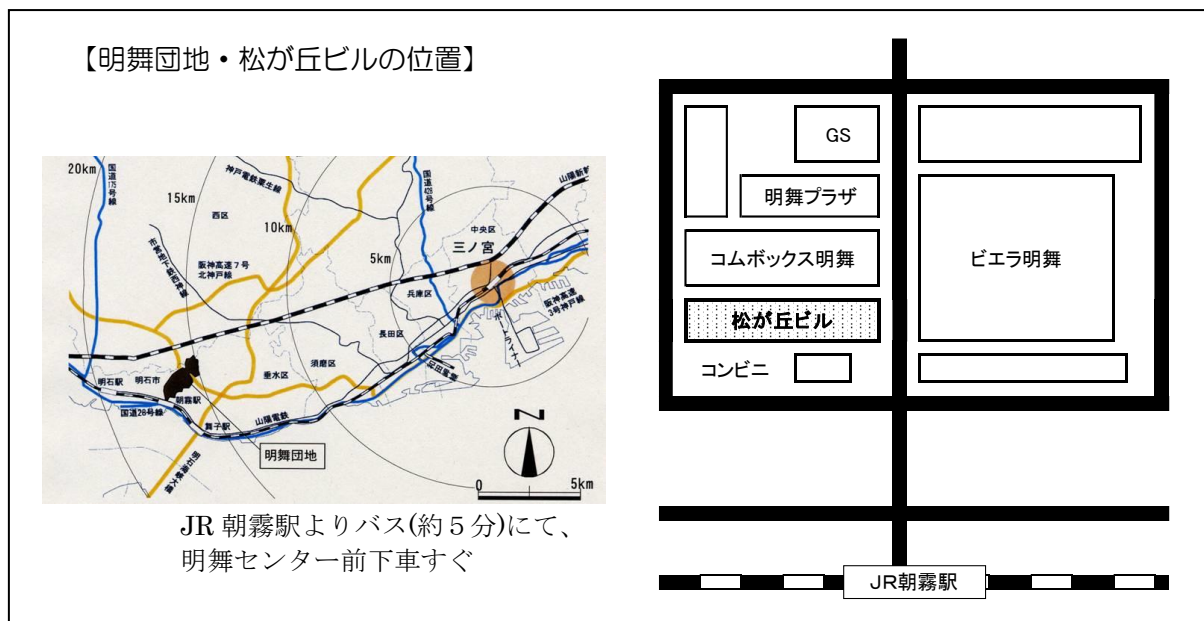 【明舞団地・松が丘ビルの位置】
20km
国道175号線
15km
西区
神戸電鉄粟生線
10km
国道428号線
山陽新幹
中央区
三ノ宮
5km
市営地下鉄西神線
阪神高速7号
北神戸線
兵庫区
長田区
ポートライナー
阪神高速
3号神戸線
須磨区
垂水区
明石駅
明石市
朝霧駅
国道28号線
舞子駅
山陽電鉄
明石海峡大橋
明舞団地
N
0
5km
JR 朝霧駅よりバス(約５分)にて、
明舞センター前下車すぐ
GS
明舞プラザ
コムボックス明舞
ビエラ明舞
松が丘ビル
コンビニ
ＪＲ朝霧駅